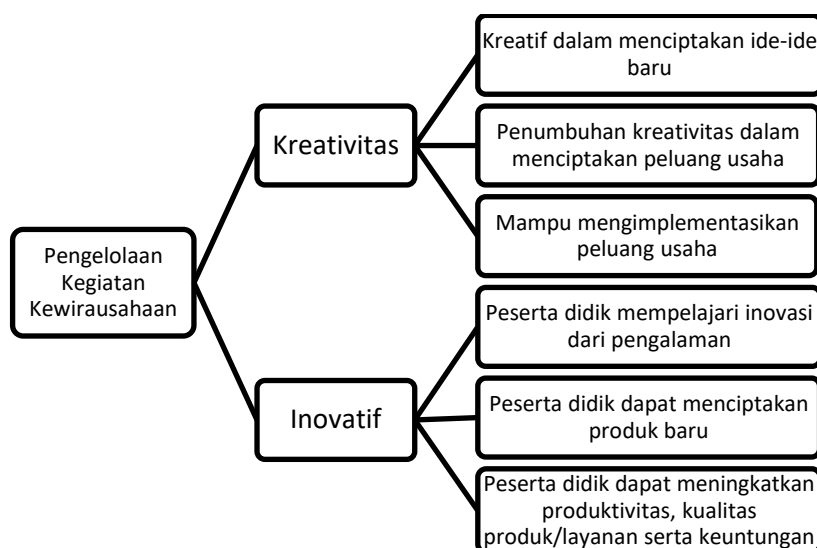 Pengelolaan
Kegiatan
Kewirausahaan
Kreativitas
Kreatif dalam menciptakan ide-ide
baru
Penumbuhan kreativitas dalam
menciptakan peluang usaha
Mampu mengimplementasikan
peluang usaha
Inovatif
Peserta didik mempelajari inovasi
dari pengalaman
Peserta didik dapat menciptakan
produk baru
Peserta didik dapat meningkatkan
produktivitas, kualitas
produk/layanan serta keuntungan